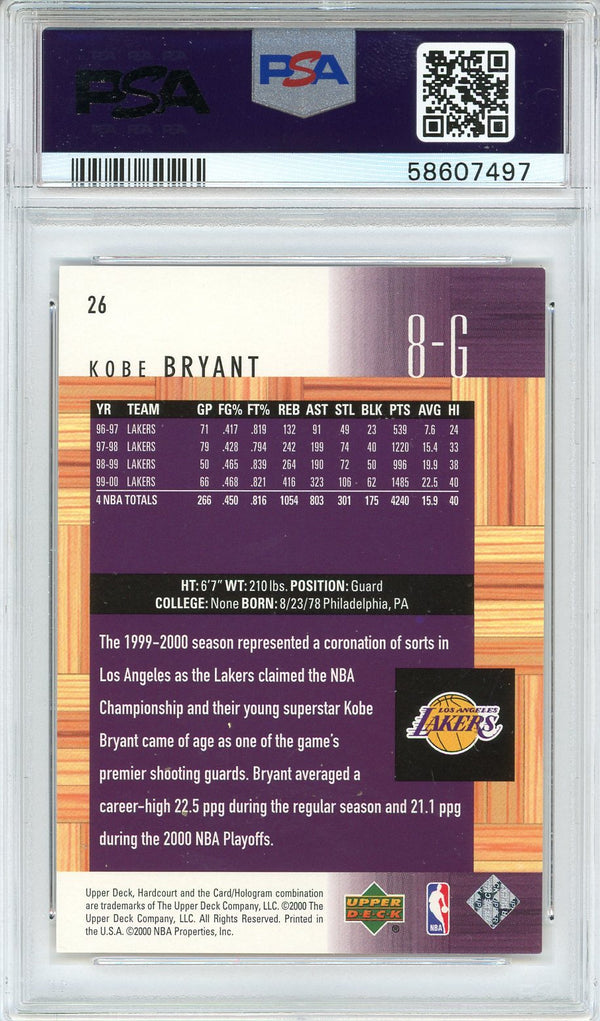 PSA
PSA
58607497
26
8-G
KOBE BRYANT
YR TEAM GP FG% FT% REB AST STL BLK PTS AVG HI
96-97 LAKERS 71 .417 .819 132 91 49 23 539 7.6 24
97-98 LAKERS 79 .428 .794 242 199 74 40 1220 15.4 33
98-99 LAKERS 50 .465 .839 264 190 72 50 996 19.9 38
99-00 LAKERS 66 .468 .821 416 323 106 62 1485 22.5 40
4 NBA TOTALS 266 .450 .816 1054 803 301 175 4240 15.9 40
HT: 6'7" WT: 210 lbs. POSITION: Guard
COLLEGE: None BORN: 8/23/78 Philadelphia, PA
The 1999-2000 season represented a coronation of sorts in
Los Angeles as the Lakers claimed the NBA
Championship and their young superstar Kobe
Bryant came of age as one of the game's
premier shooting guards. Bryant averaged a
career-high 22.5 ppg during the regular season and 21.1 ppg
during the 2000 NBA Playoffs.
LOS ANGELES
LAKERS
Upper Deck, Hardcourt and the Card/Hologram combination
are trademarks of The Upper Deck Company, LLC. ©2000 The
Upper Deck Company, LLC. All Rights Reserved. Printed in
the U.S.A. ©2000 NBA Properties, Inc.
UPPER
DECK
®
NBA